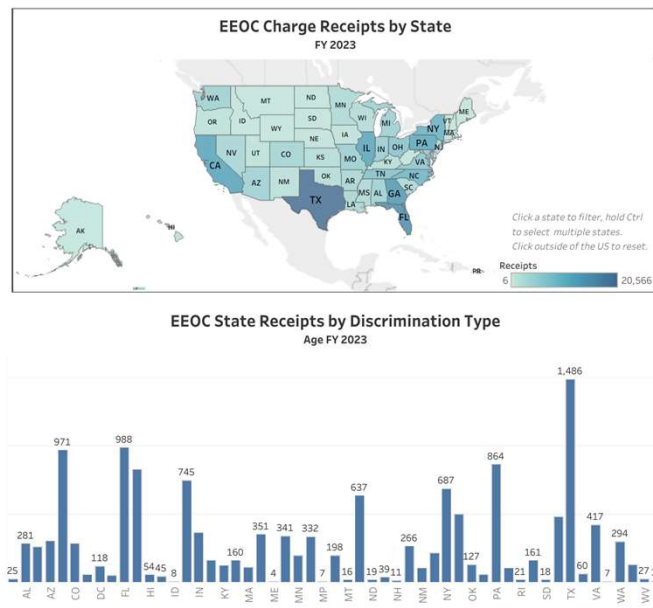 EEOC Charge Receipts by State
FY 2023
WA
MT
ND
MN
ME
OR
ID
SD
WI
MI
VT
NY
MA
WY
IA
PA
NE
NJ
NV
UT
CO
IL
IN
OH
KS
MO
KY
VA
CA
AZ
NM
OK
AR
TN
NC
SC
MS
AL
GA
TX
LA
FL
AK
HI
PR
Click a state to filter, hold Ctrl
to select multiple states.
Click outside of the US to reset.
Receipts
6 20,566
EEOC State Receipts by Discrimination Type
Age FY 2023
1,486
971 988
864
745
687
637
417
351 341 332
281 294
266
198
160 161
118 127
25 54 45 8 4 7 16 19 39 11 21 18 60 7 27
AL AZ CO DC FL HI ID IN KY MA ME MN MP MT ND NH NM NY OK PA RI SD TX VA WA WV